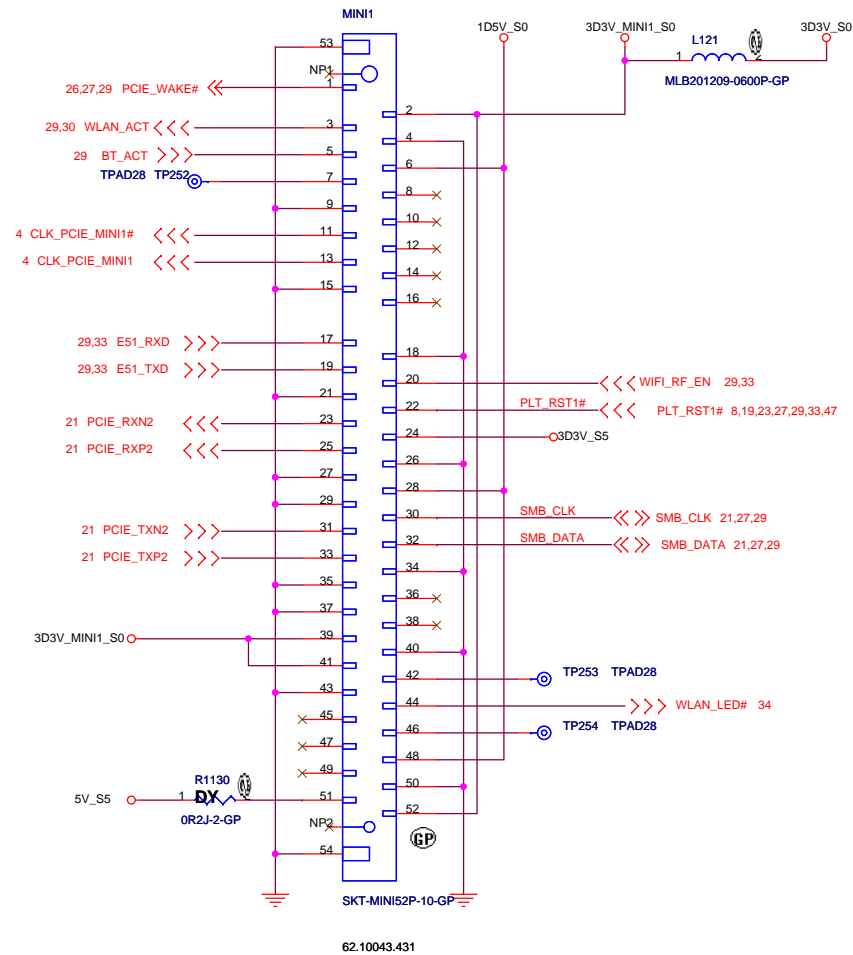 MINI1
1D5V_S0
3D3V_MINI1_S0
3D3V_S0
L121
1 2
MLB201209-0600P-GP
53
NP1
26,27,29 PCIE_WAKE# 1
2
29,30 WLAN_ACT 3
4
29 BT_ACT 5
6
TPAD28 TP252 7
8
9
10
4 CLK_PCIE_MINI1# 11
12
4 CLK_PCIE_MINI1 13
14
15
16
29,33 E51_RXD 17
18
29,33 E51_TXD 19
20 WIFI_RF_EN 29,33
21
22 PLT_RST1# PLT_RST1# 8,19,23,27,29,33,47
21 PCIE_RXN2 23
24 3D3V_S5
21 PCIE_RXP2 25
26
27
28
29
30 SMB_CLK SMB_CLK 21,27,29
21 PCIE_TXN2 31
32 SMB_DATA SMB_DATA 21,27,29
21 PCIE_TXP2 33
34
35
36
37
38
3D3V_MINI1_S0 39
40
41
42 TP253 TPAD28
43
44 WLAN_LED# 34
45
46 TP254 TPAD28
47
48
49
50
R1130
5V_S5 1 DY 2 51
0R2J-2-GP
52
NP2
GP
54
SKT-MINI52P-10-GP
62.10043.431